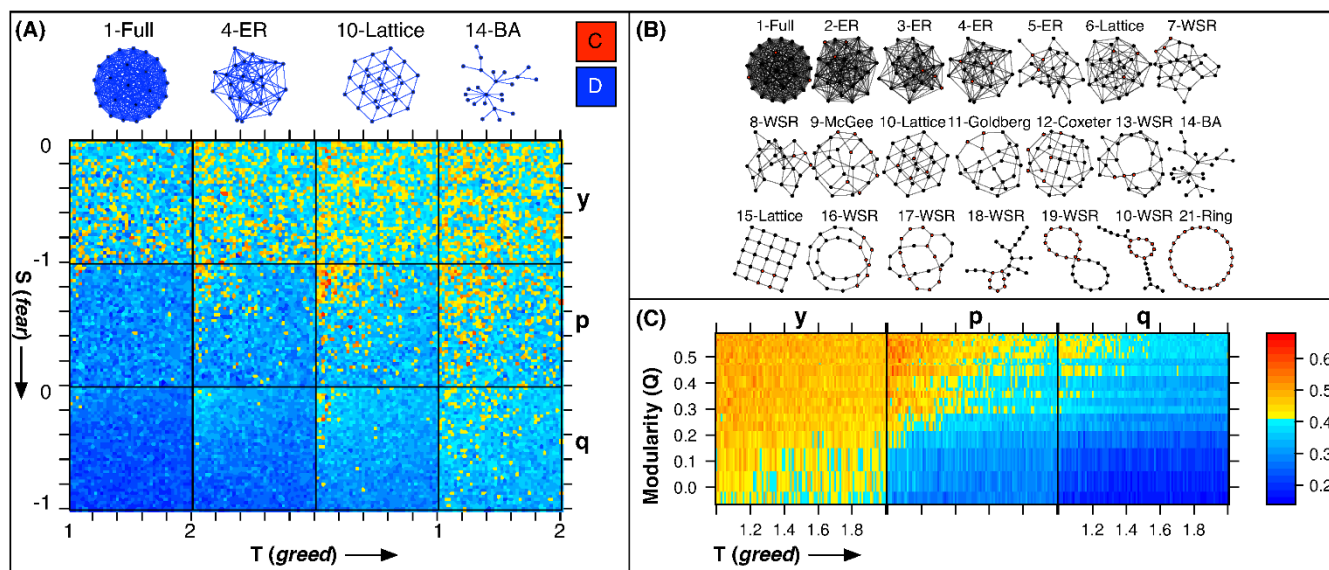 (A)
1-Full 4-ER 10-Lattice 14-BA
C
D
0
y
-1
S (fear)
p
0
q
-1
1 2 1 2
T (greed)
(B)
1-Full 2-ER 3-ER 4-ER 5-ER 6-Lattice 7-WSR
8-WSR 9-McGee 10-Lattice 11-Goldberg 12-Coxeter 13-WSR 14-BA
15-Lattice 16-WSR 17-WSR 18-WSR 19-WSR 10-WSR 21-Ring
(C)
y p q
Modularity (Q)
0.5
0.4
0.3
0.2
0.1
0.0
1.2 1.4 1.6 1.8 1.2 1.4 1.6 1.8
T (greed)
0.6
0.5
0.4
0.3
0.2